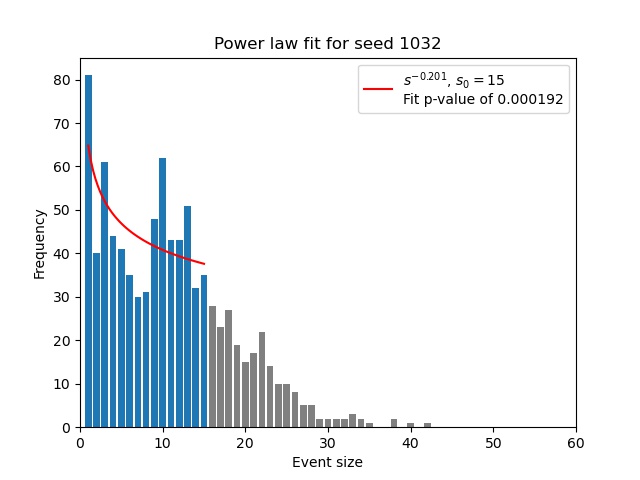 Power law fit for seed 1032
s^{-0.201}, s_0 = 15
Fit p-value of 0.000192
Frequency
80
70
60
50
40
30
20
10
0
0 10 20 30 40 50 60
Event size